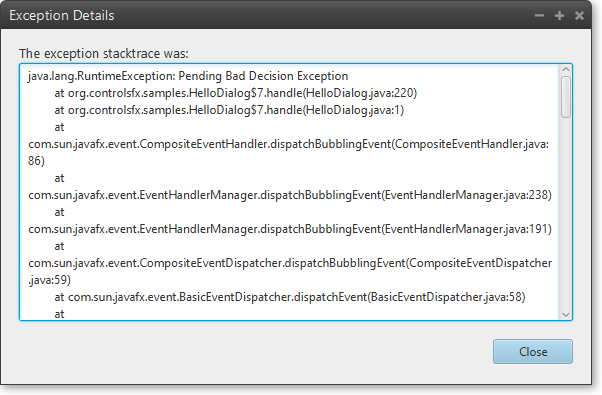 Exception Details
The exception stacktrace was:
java.lang.RuntimeException: Pending Bad Decision Exception
at org.controlsfx.samples.HelloDialog$7.handle(HelloDialog.java:220)
at org.controlsfx.samples.HelloDialog$7.handle(HelloDialog.java:1)
at
com.sun.javafx.event.CompositeEventHandler.dispatchBubblingEvent(CompositeEventHandler.java:
86)
at
com.sun.javafx.event.EventHandlerManager.dispatchBubblingEvent(EventHandlerManager.java:238)
at
com.sun.javafx.event.EventHandlerManager.dispatchBubblingEvent(EventHandlerManager.java:191)
at
com.sun.javafx.event.CompositeEventDispatcher.dispatchBubblingEvent(CompositeEventDispatcher
.java:59)
at com.sun.javafx.event.BasicEventDispatcher.dispatchEvent(BasicEventDispatcher.java:58)
at
Close